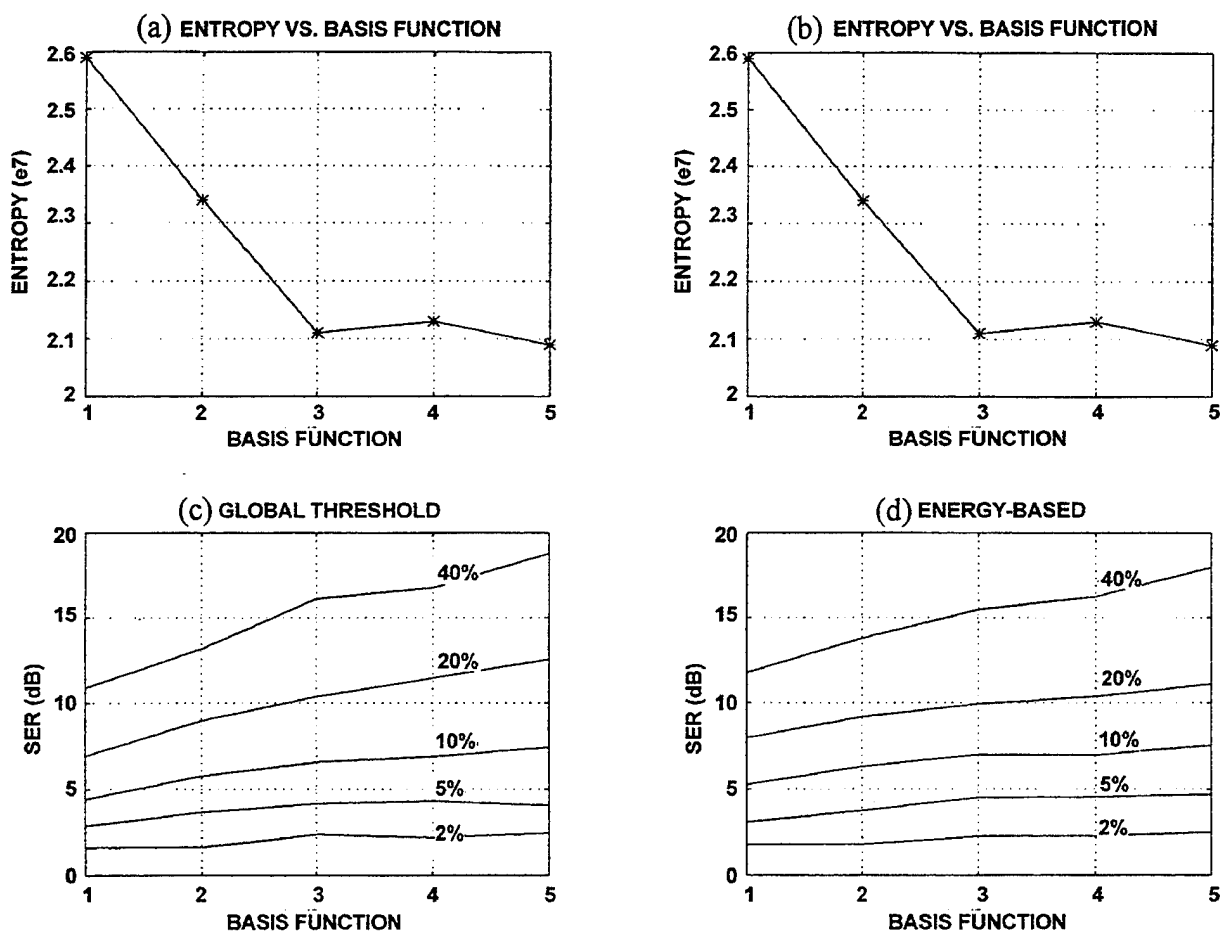 (a) ENTROPY VS. BASIS FUNCTION
ENTROPY (e7)
2.6
2.5
2.4
2.3
2.2
2.1
2
1 2 3 4 5
BASIS FUNCTION
(b) ENTROPY VS. BASIS FUNCTION
ENTROPY (e7)
2.6
2.5
2.4
2.3
2.2
2.1
2
1 2 3 4 5
BASIS FUNCTION
(c) GLOBAL THRESHOLD
SER (dB)
20
15
10
5
0
40%
20%
10%
5%
2%
1 2 3 4 5
BASIS FUNCTION
(d) ENERGY-BASED
SER (dB)
20
15
10
5
0
40%
20%
10%
5%
2%
1 2 3 4 5
BASIS FUNCTION